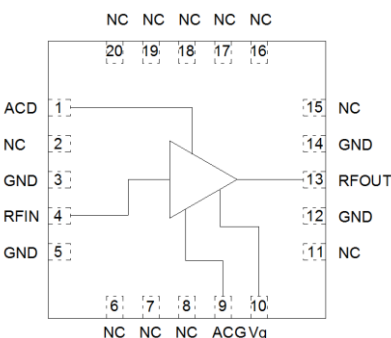 NC NC NC NC NC
20 19 18 17 16
ACD 1 15 NC
NC 2 14 GND
GND 3 13 RFOUT
RFIN 4 12 GND
GND 5 11 NC
6 7 8 9 10
NC NC NC ACG Vg